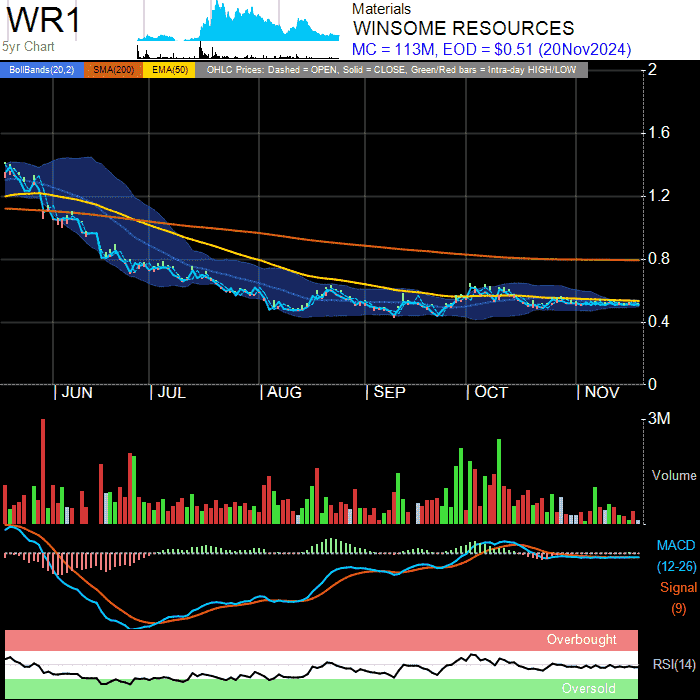 WR1
5yr Chart
Materials
WINSOME RESOURCES
MC = 113M, EOD = $0.51 (20Nov2024)
BollBands(20,2) SMA(200) EMA(50) OHLC Prices: Dashed = OPEN, Solid = CLOSE, Green/Red bars = Intra-day HIGH/LOW
2
1.6
1.2
0.8
0.4
0
JUN JUL AUG SEP OCT NOV
3M
Volume
MACD
(12-26)
Signal
(9)
Overbought
RSI(14)
Oversold